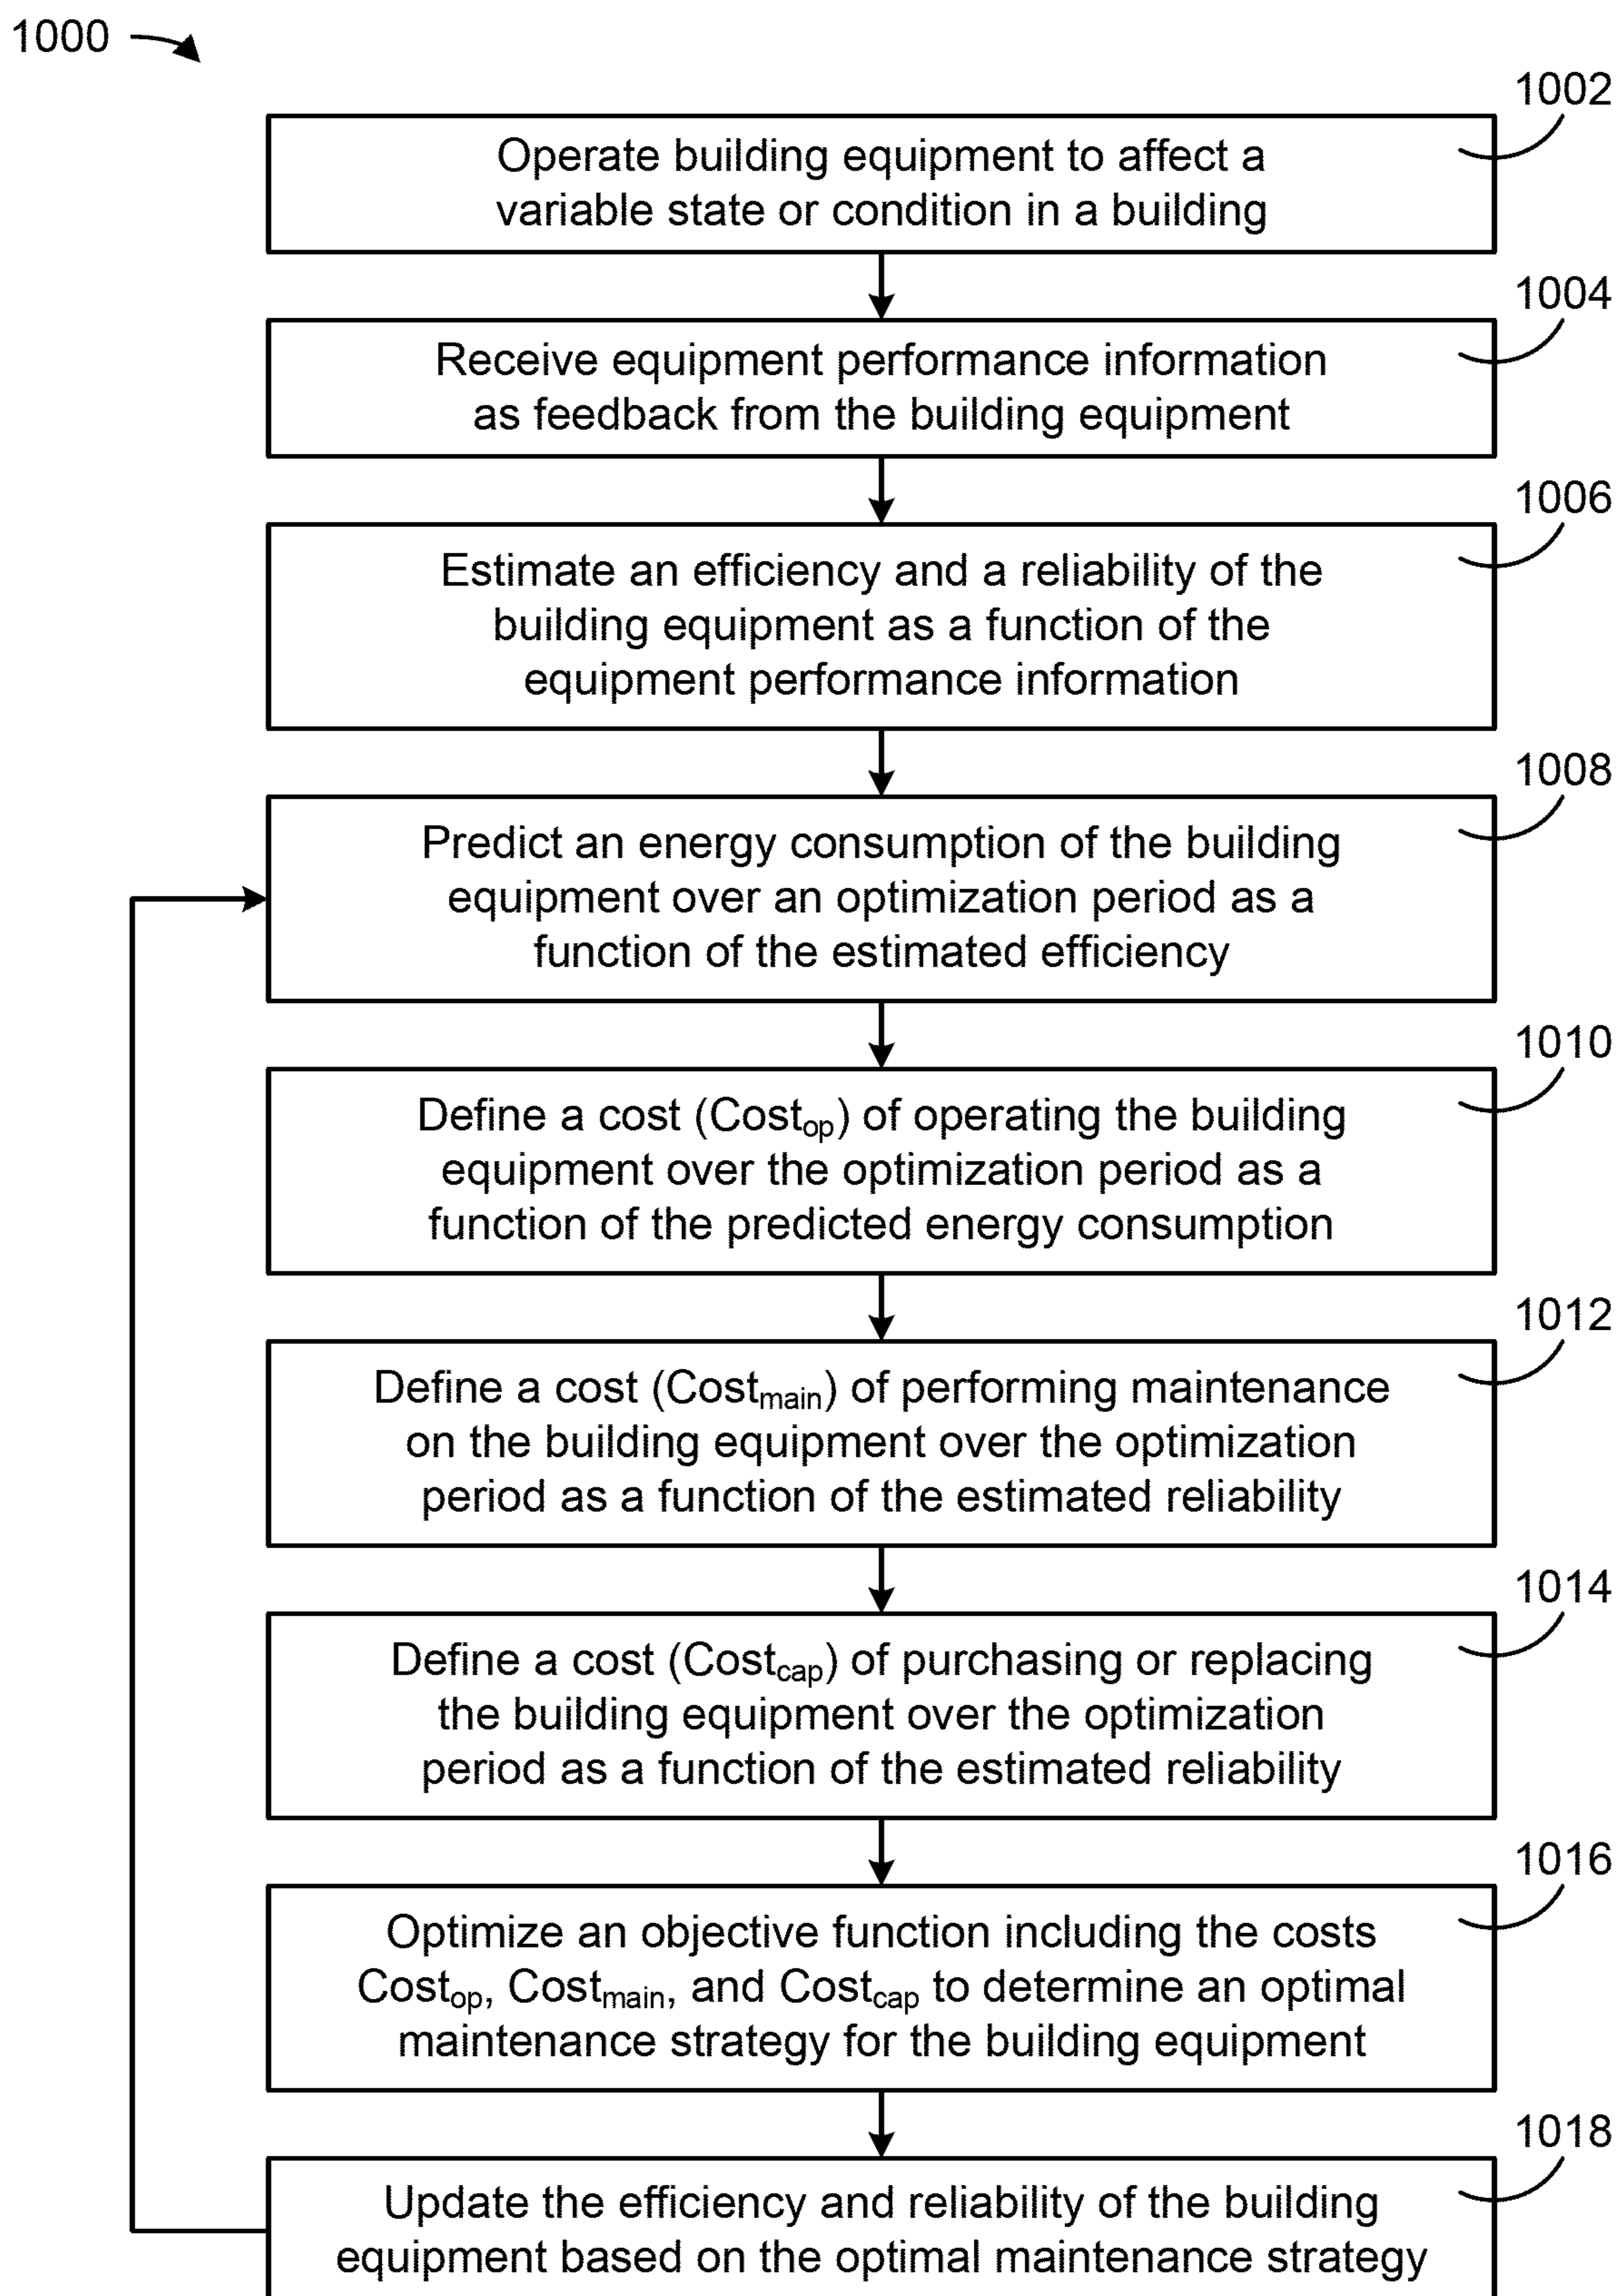 1000
1002
Operate building equipment to affect a
variable state or condition in a building
1004
Receive equipment performance information
as feedback from the building equipment
1006
Estimate an efficiency and a reliability of the
building equipment as a function of the
equipment performance information
1008
Predict an energy consumption of the building
equipment over an optimization period as a
function of the estimated efficiency
1010
Define a cost (Costop) of operating the building
equipment over the optimization period as a
function of the predicted energy consumption
1012
Define a cost (Costmain) of performing maintenance
on the building equipment over the optimization
period as a function of the estimated reliability
1014
Define a cost (Costcap) of purchasing or replacing
the building equipment over the optimization
period as a function of the estimated reliability
1016
Optimize an objective function including the costs
Costop, Costmain, and Costcap to determine an optimal
maintenance strategy for the building equipment
1018
Update the efficiency and reliability of the building
equipment based on the optimal maintenance strategy